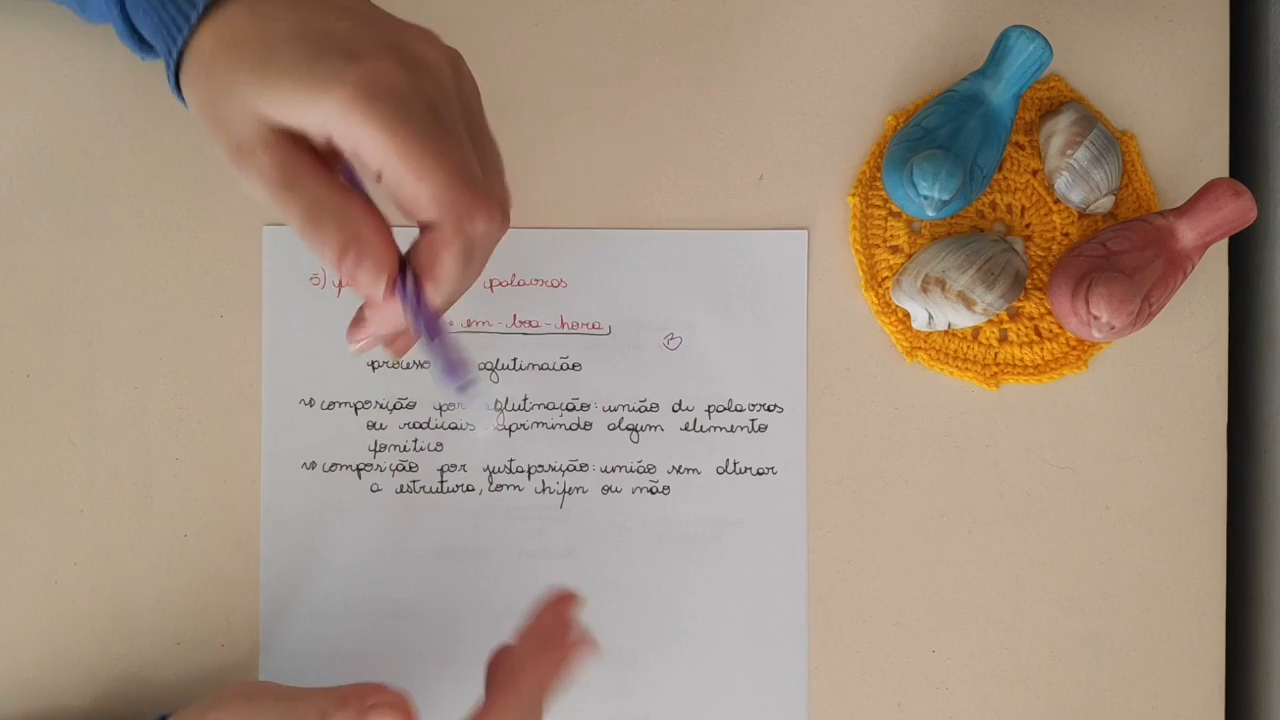 5) palavras
em-boa-hora
B
processo aglutinação
composição por aglutinação: união de palavras
ou radicais suprimindo algum elemento
fonético
composição por justaposição: união sem alterar
a estrutura, com hífen ou não